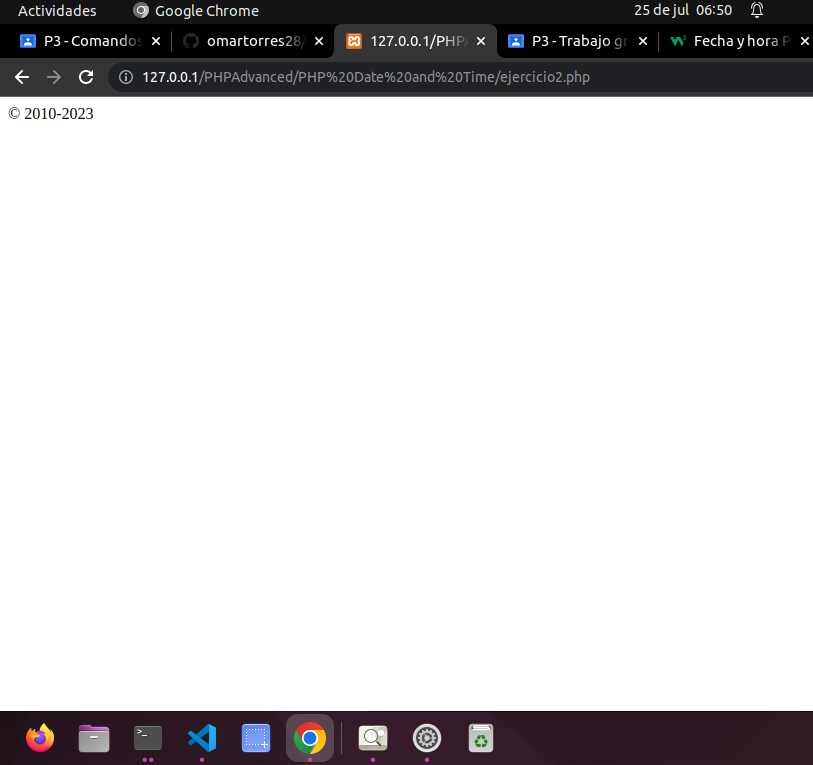 Actividades Google Chrome 25 de jul 06:50
P3 - Comandos omartorres28/ 127.0.0.1/PHP P3 - Trabajo gr Fecha y hora P
127.0.0.1/PHPAdvanced/PHP%20Date%20and%20Time/ejercicio2.php
© 2010-2023